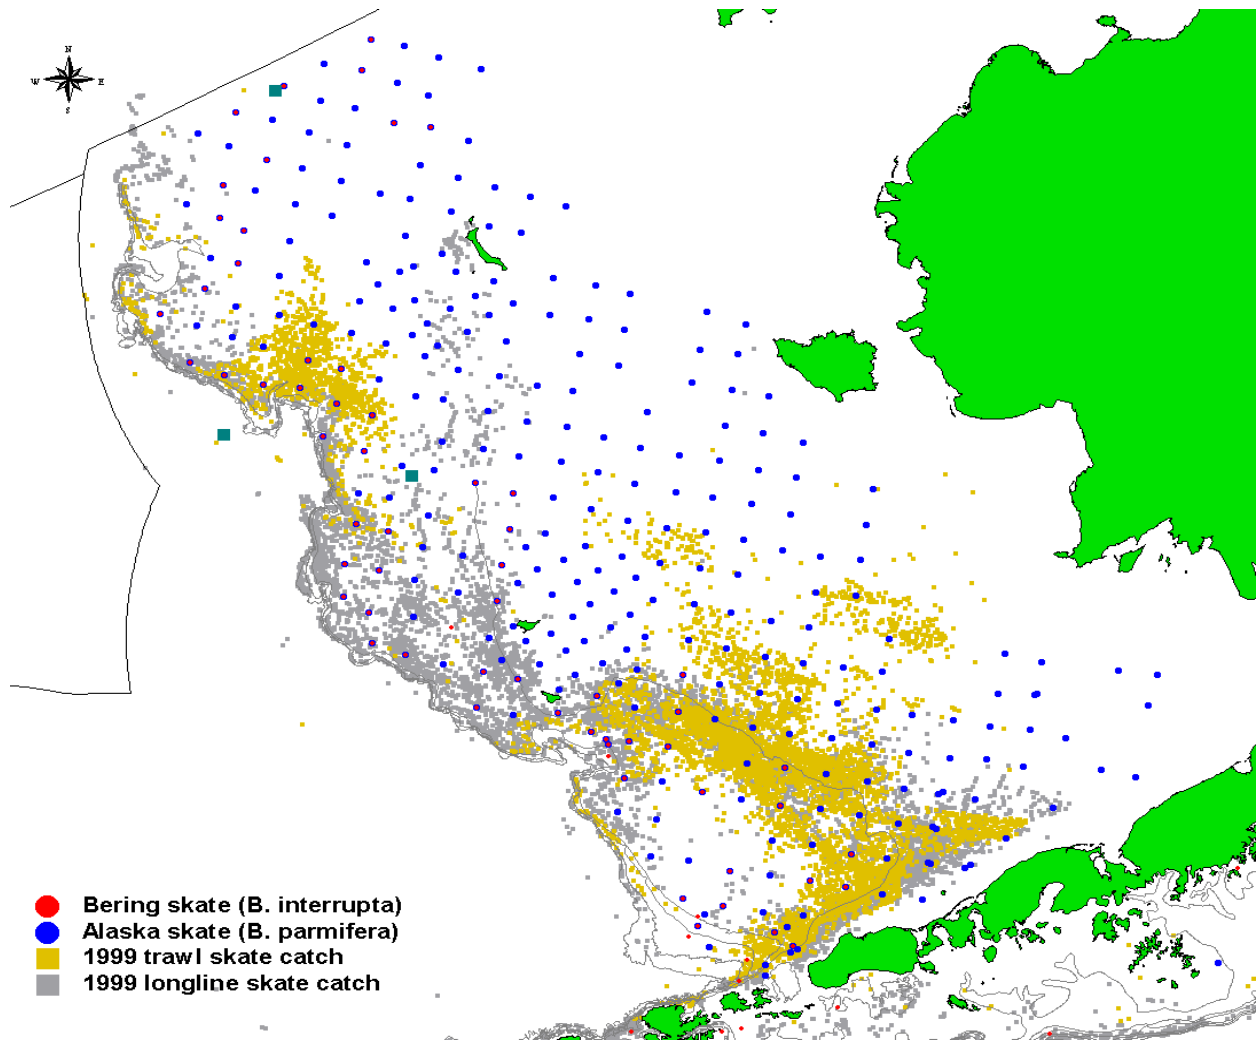 N
W E
S
Bering skate (B. interrupta)
Alaska skate (B. parmifera)
1999 trawl skate catch
1999 longline skate catch